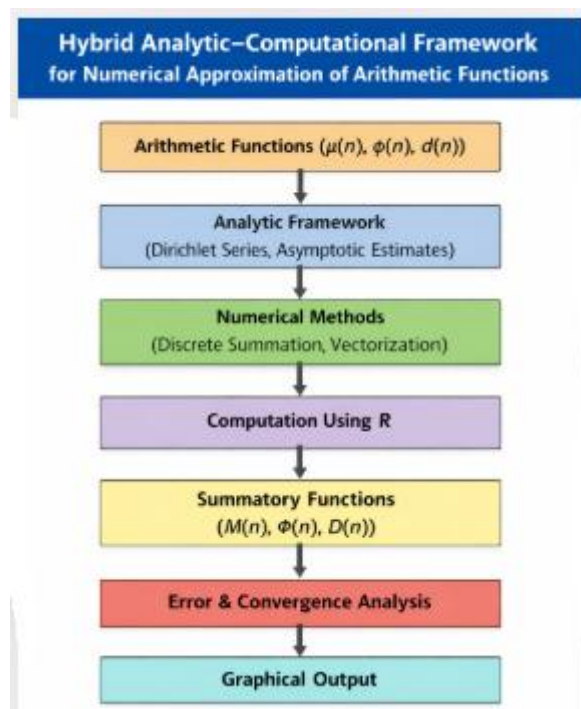 Hybrid Analytic–Computational Framework
for Numerical Approximation of Arithmetic Functions
Arithmetic Functions (μ(n), ϕ(n), d(n))
Analytic Framework
(Dirichlet Series, Asymptotic Estimates)
Numerical Methods
(Discrete Summation, Vectorization)
Computation Using R
Summatory Functions
(M(n), Φ(n), D(n))
Error & Convergence Analysis
Graphical Output